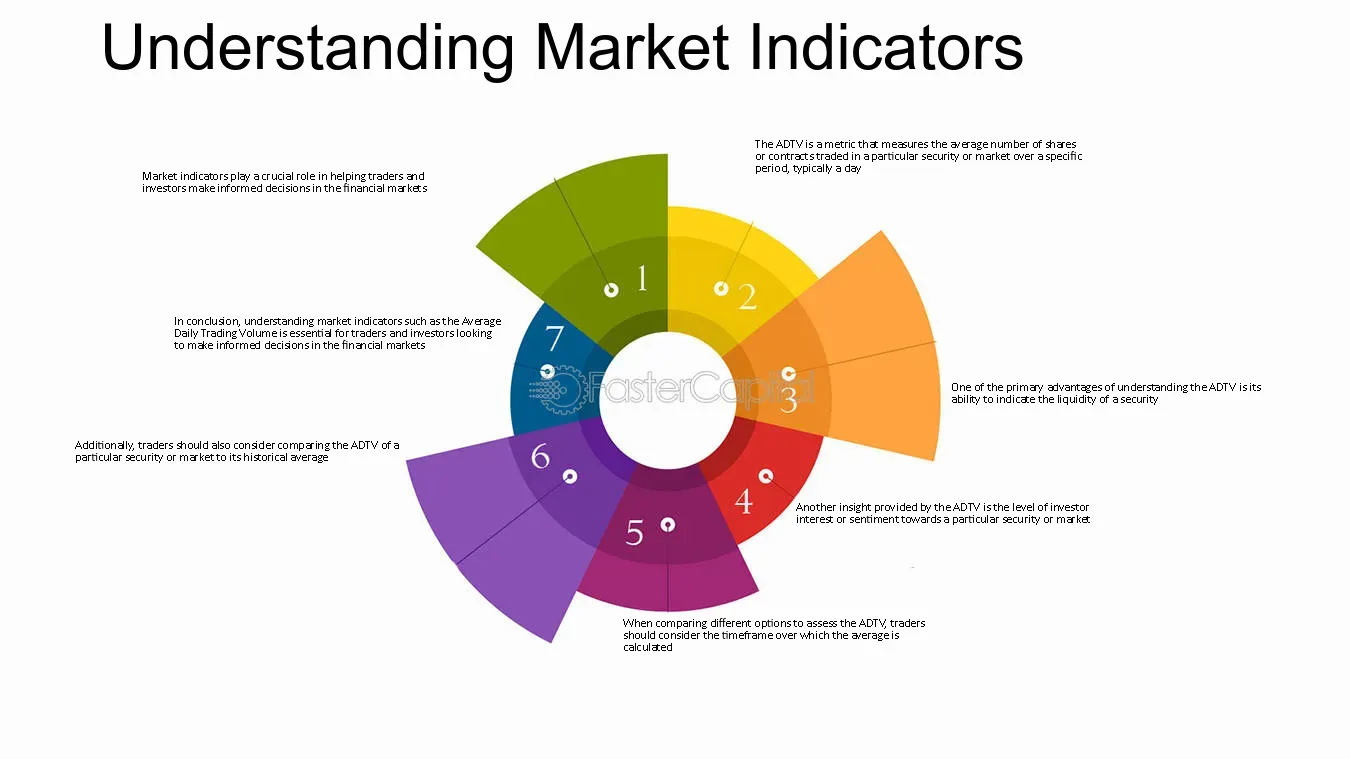 Understanding Market Indicators
Market indicators play a crucial role in helping traders and
investors make informed decisions in the financial markets
1
The ADTV is a metric that measures the average number of shares
or contracts traded in a particular security or market over a specific
period, typically a day
2
One of the primary advantages of understanding the ADTV is its
ability to indicate the liquidity of a security
3
Another insight provided by the ADTV is the level of investor
interest or sentiment towards a particular security or market
4
When comparing different options to assess the ADTV, traders
should consider the timeframe over which the average is
calculated
5
Additionally, traders should also consider comparing the ADTV of a
particular security or market to its historical average
6
In conclusion, understanding market indicators such as the Average
Daily Trading Volume is essential for traders and investors looking
to make informed decisions in the financial markets
7
FasterCapital